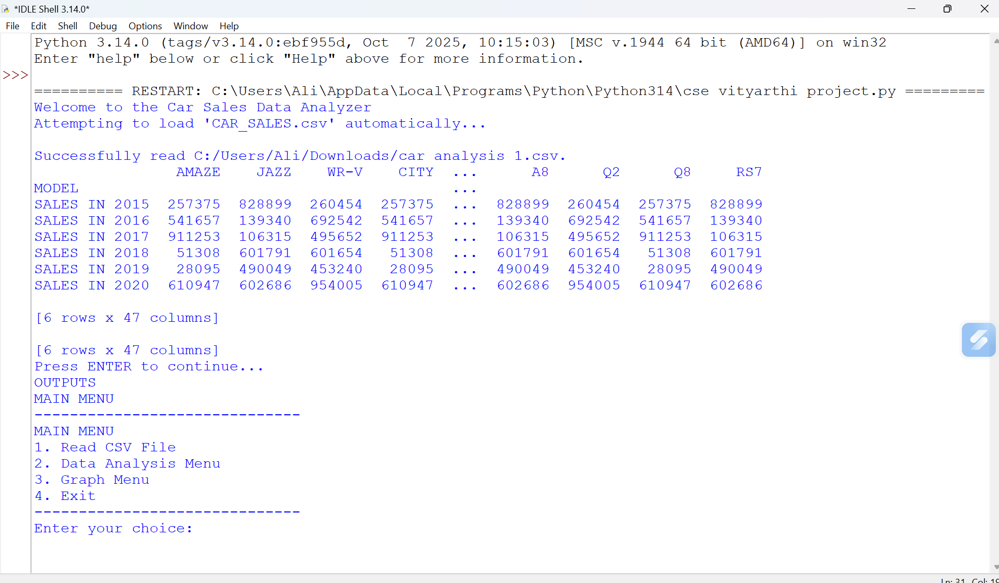 *IDLE Shell 3.14.0*
File Edit Shell Debug Options Window Help
Python 3.14.0 (tags/v3.14.0:ebf955d, Oct  7 2025, 10:15:03) [MSC v.1944 64 bit (AMD64)] on win32
Enter "help" below or click "Help" above for more information.
>>>
========== RESTART: C:\Users\Ali\AppData\Local\Programs\Python\Python314\cse vityarthi project.py =========
Welcome to the Car Sales Data Analyzer
Attempting to load 'CAR_SALES.csv' automatically...
Successfully read C:/Users/Ali/Downloads/car analysis 1.csv.
                AMAZE    JAZZ    WR-V    CITY  ...      A8      Q2      Q8     RS7
MODEL                                          ...
SALES IN 2015  257375  828899  260454  257375  ...  828899  260454  257375  828899
SALES IN 2016  541657  139340  692542  541657  ...  139340  692542  541657  139340
SALES IN 2017  911253  106315  495652  911253  ...  106315  495652  911253  106315
SALES IN 2018   51308  601791  601654   51308  ...  601791  601654   51308  601791
SALES IN 2019   28095  490049  453240   28095  ...  490049  453240   28095  490049
SALES IN 2020  610947  602686  954005  610947  ...  602686  954005  610947  602686
[6 rows x 47 columns]
[6 rows x 47 columns]
Press ENTER to continue...
OUTPUTS
MAIN MENU
------------------------------
MAIN MENU
1. Read CSV File
2. Data Analysis Menu
3. Graph Menu
4. Exit
------------------------------
Enter your choice: